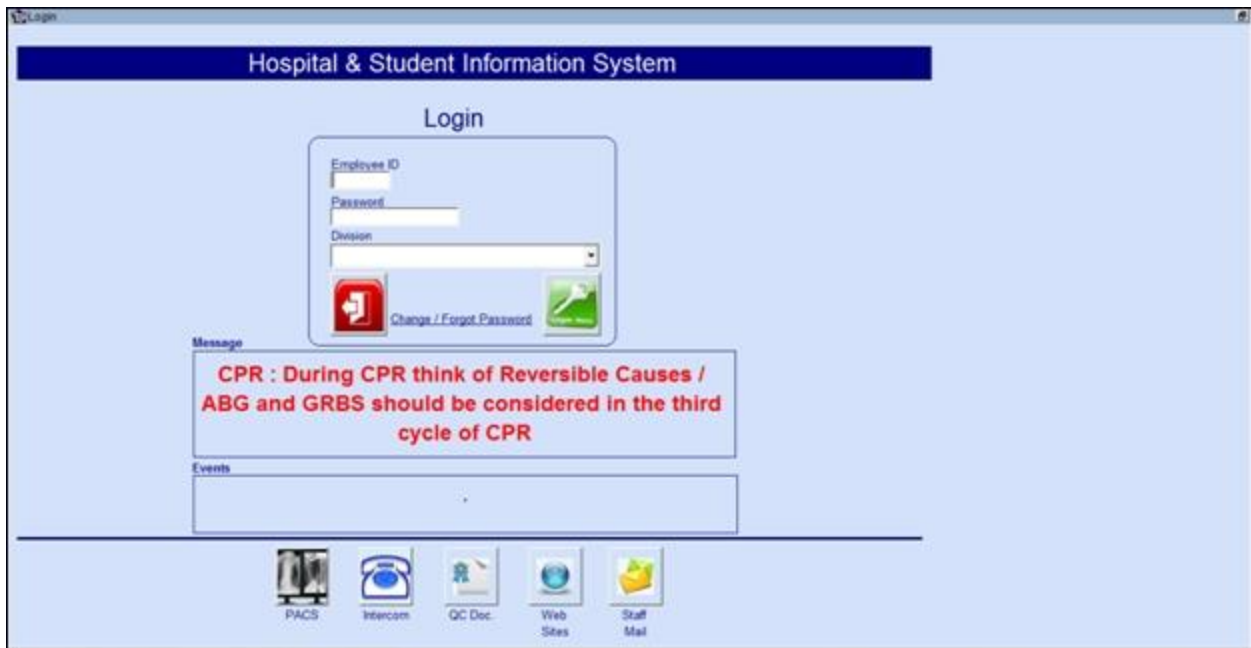 Login
Hospital & Student Information System
Login
Employee ID
Password
Division
Change / Forgot Password
Message
CPR : During CPR think of Reversible Causes /
ABG and GRBS should be considered in the third
cycle of CPR
Events
PACS
Intercom
QC Doc.
Web
Sites
Staff
Mail